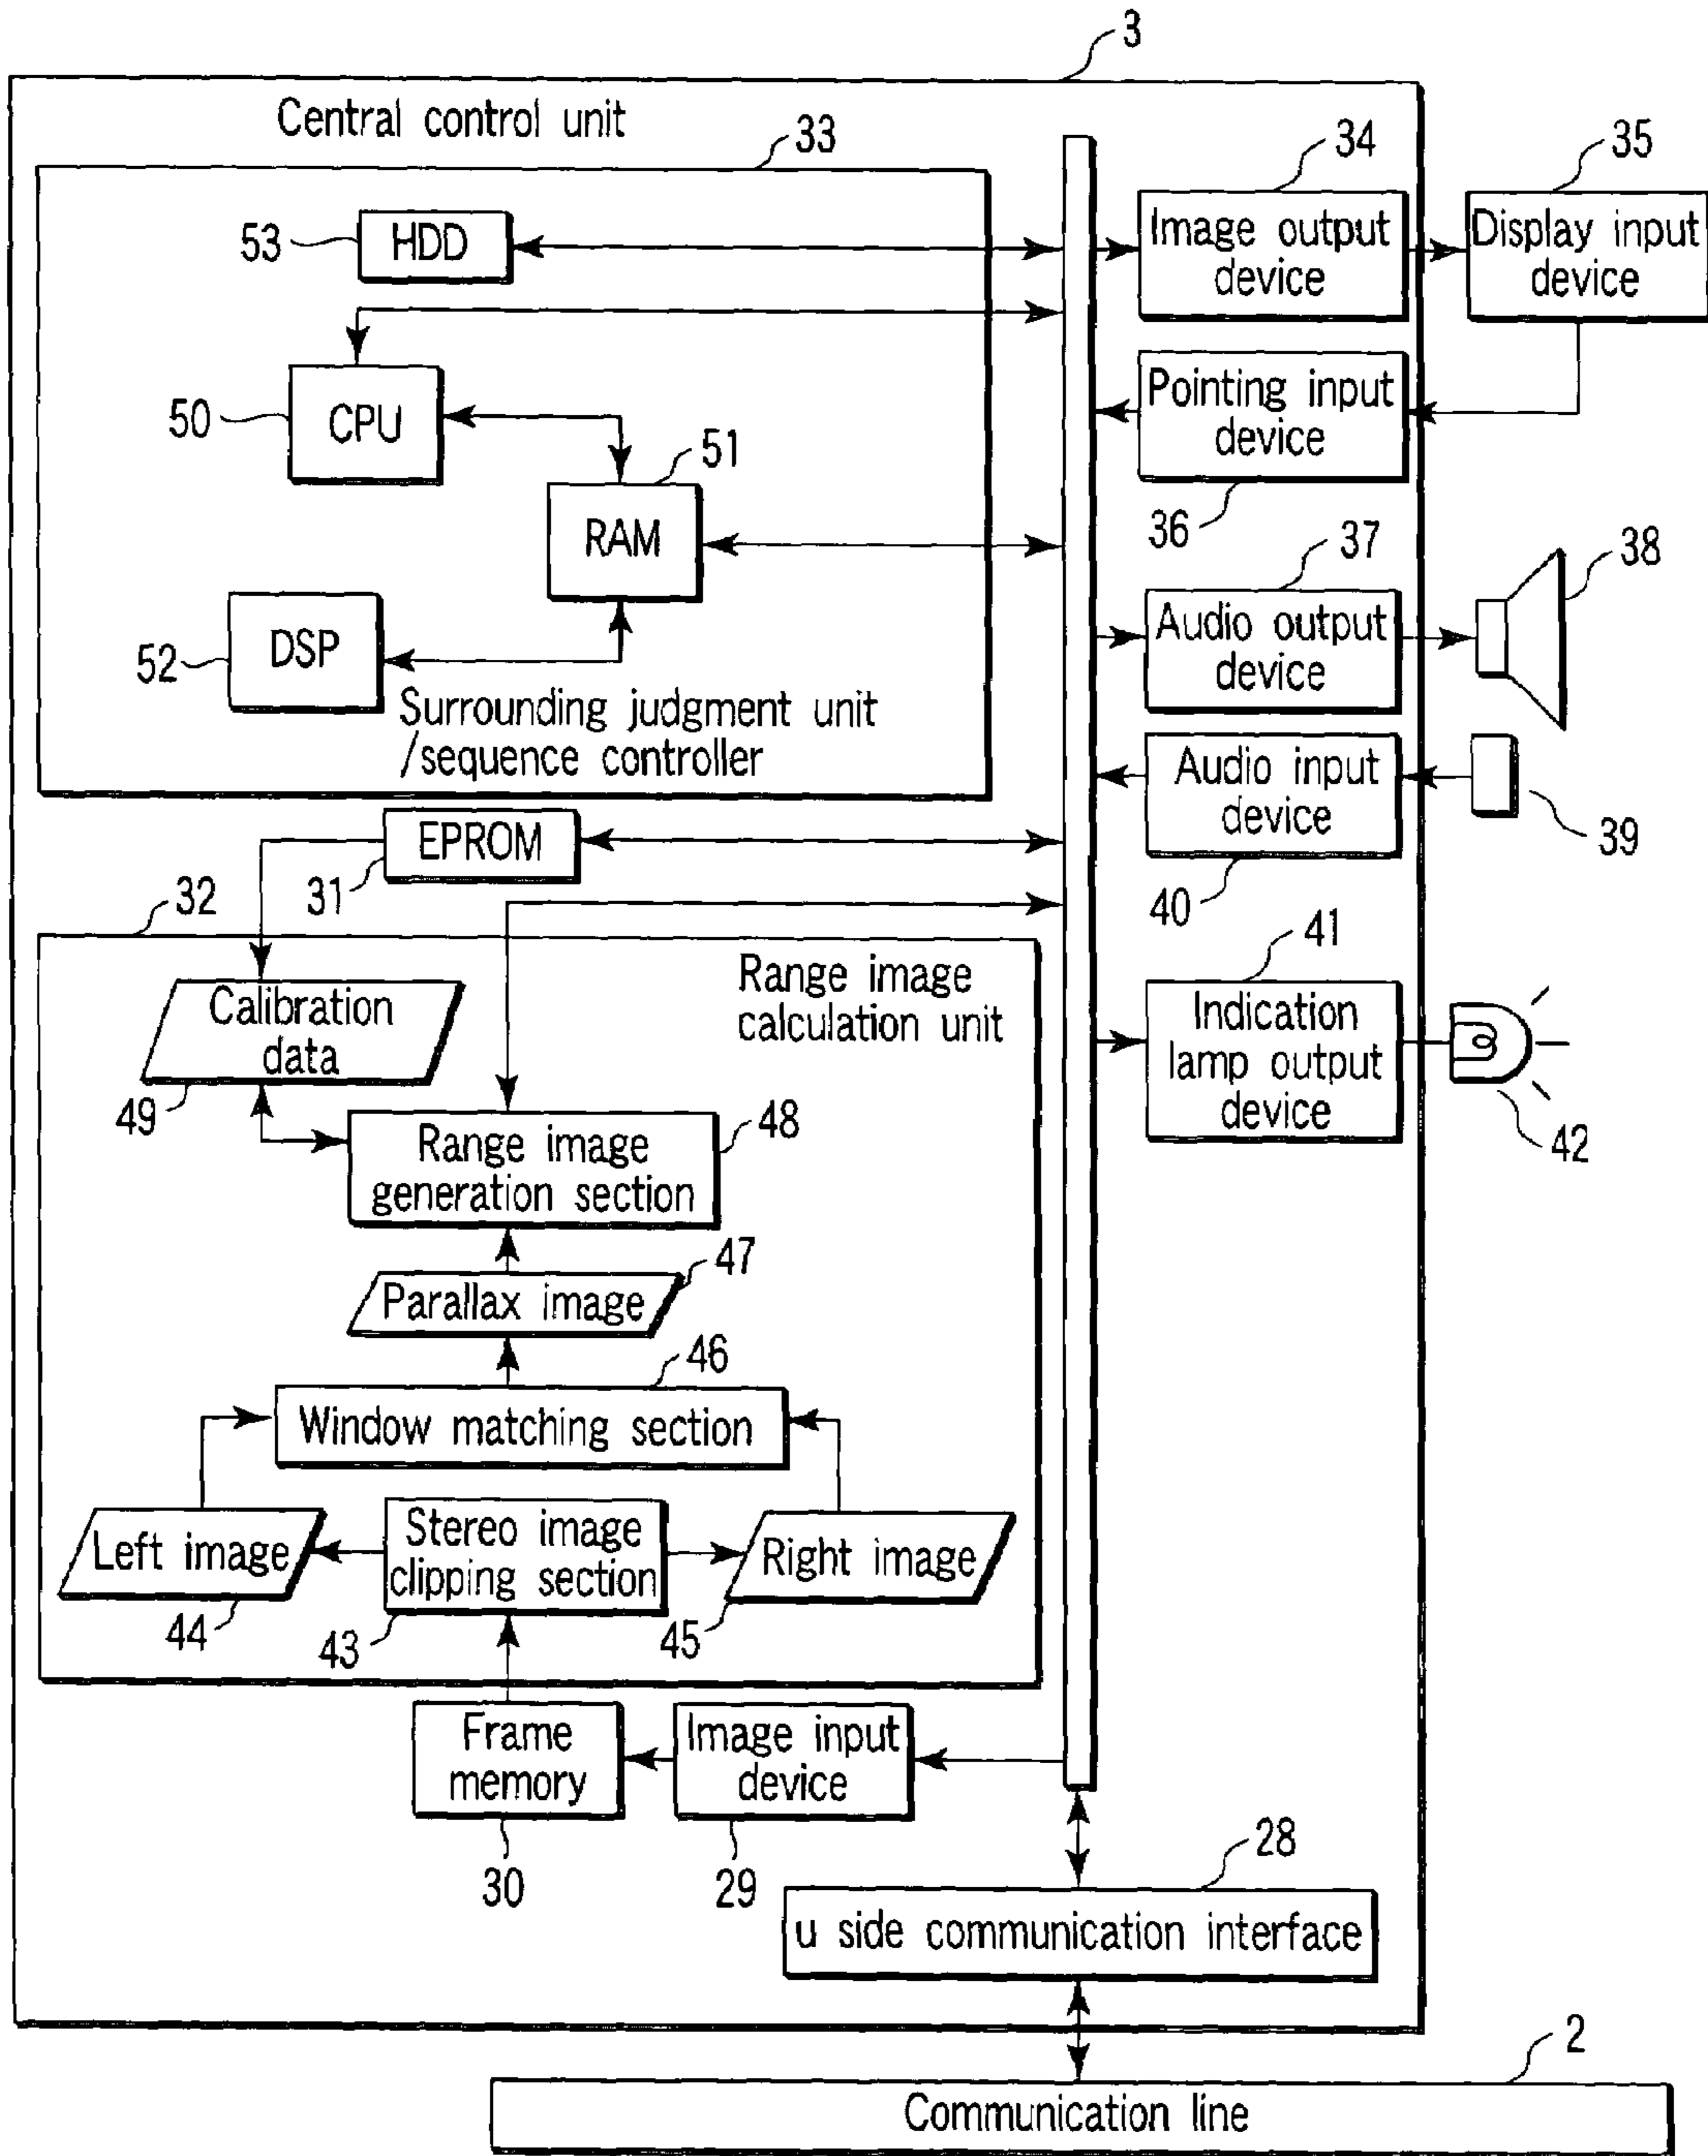 3
Central control unit
33
34
35
53
HDD
Image output
device
Display input
device
50
CPU
Pointing input
device
51
RAM
36
37
38
52
DSP
Audio output
device
Surrounding judgment unit
/sequence controller
Audio input
device
39
EPROM
31
32
40
41
Range image
calculation unit
Calibration
data
Indication
lamp output
device
49
42
48
Range image
generation section
47
Parallax image
46
Window matching section
Left image
Stereo image
clipping section
Right image
44
43
45
Frame
memory
Image input
device
30
29
28
u side communication interface
2
Communication line